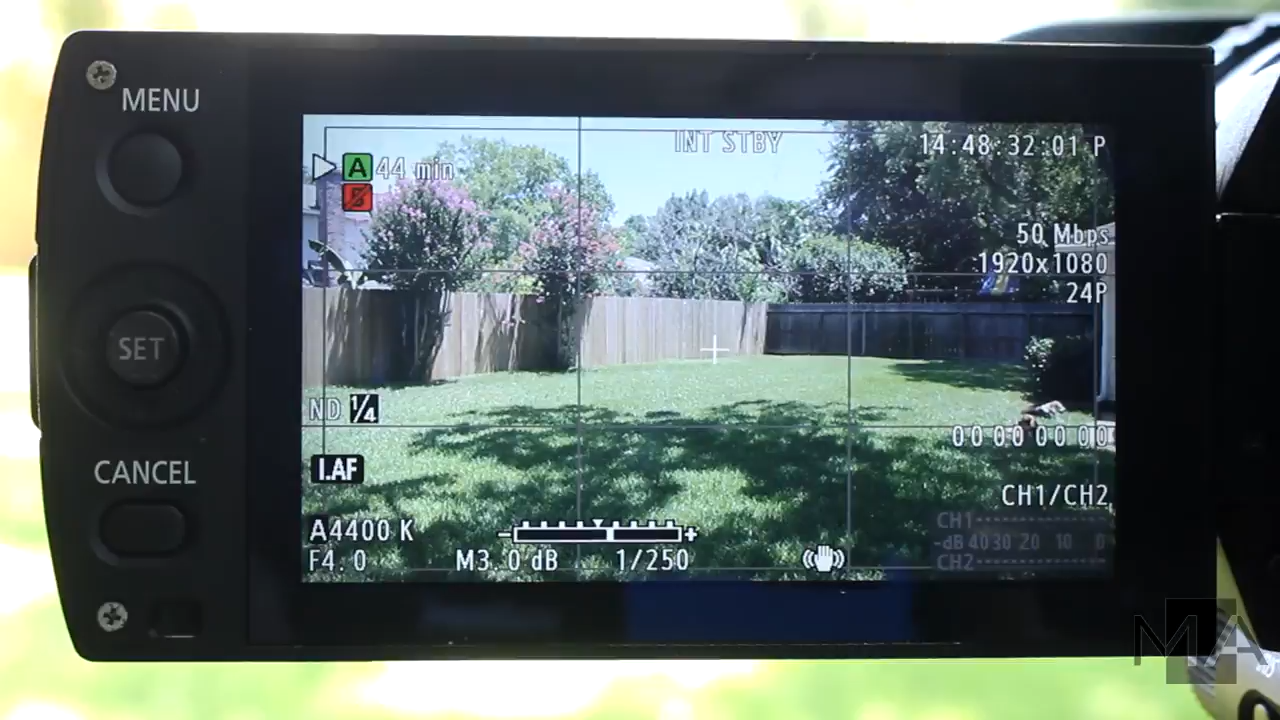 MENU
INT STBY
14:48:32:01 P
A 44 min
B
50 Mbps
1920x1080
24P
SET
ND 1/4
00 00 00 00
CANCEL
I.AF
CH1/CH2
A4400 K
- +
CH1
-dB 40 30 20 10 0
F4.0 M3.0 dB 1/250
CH2
MA